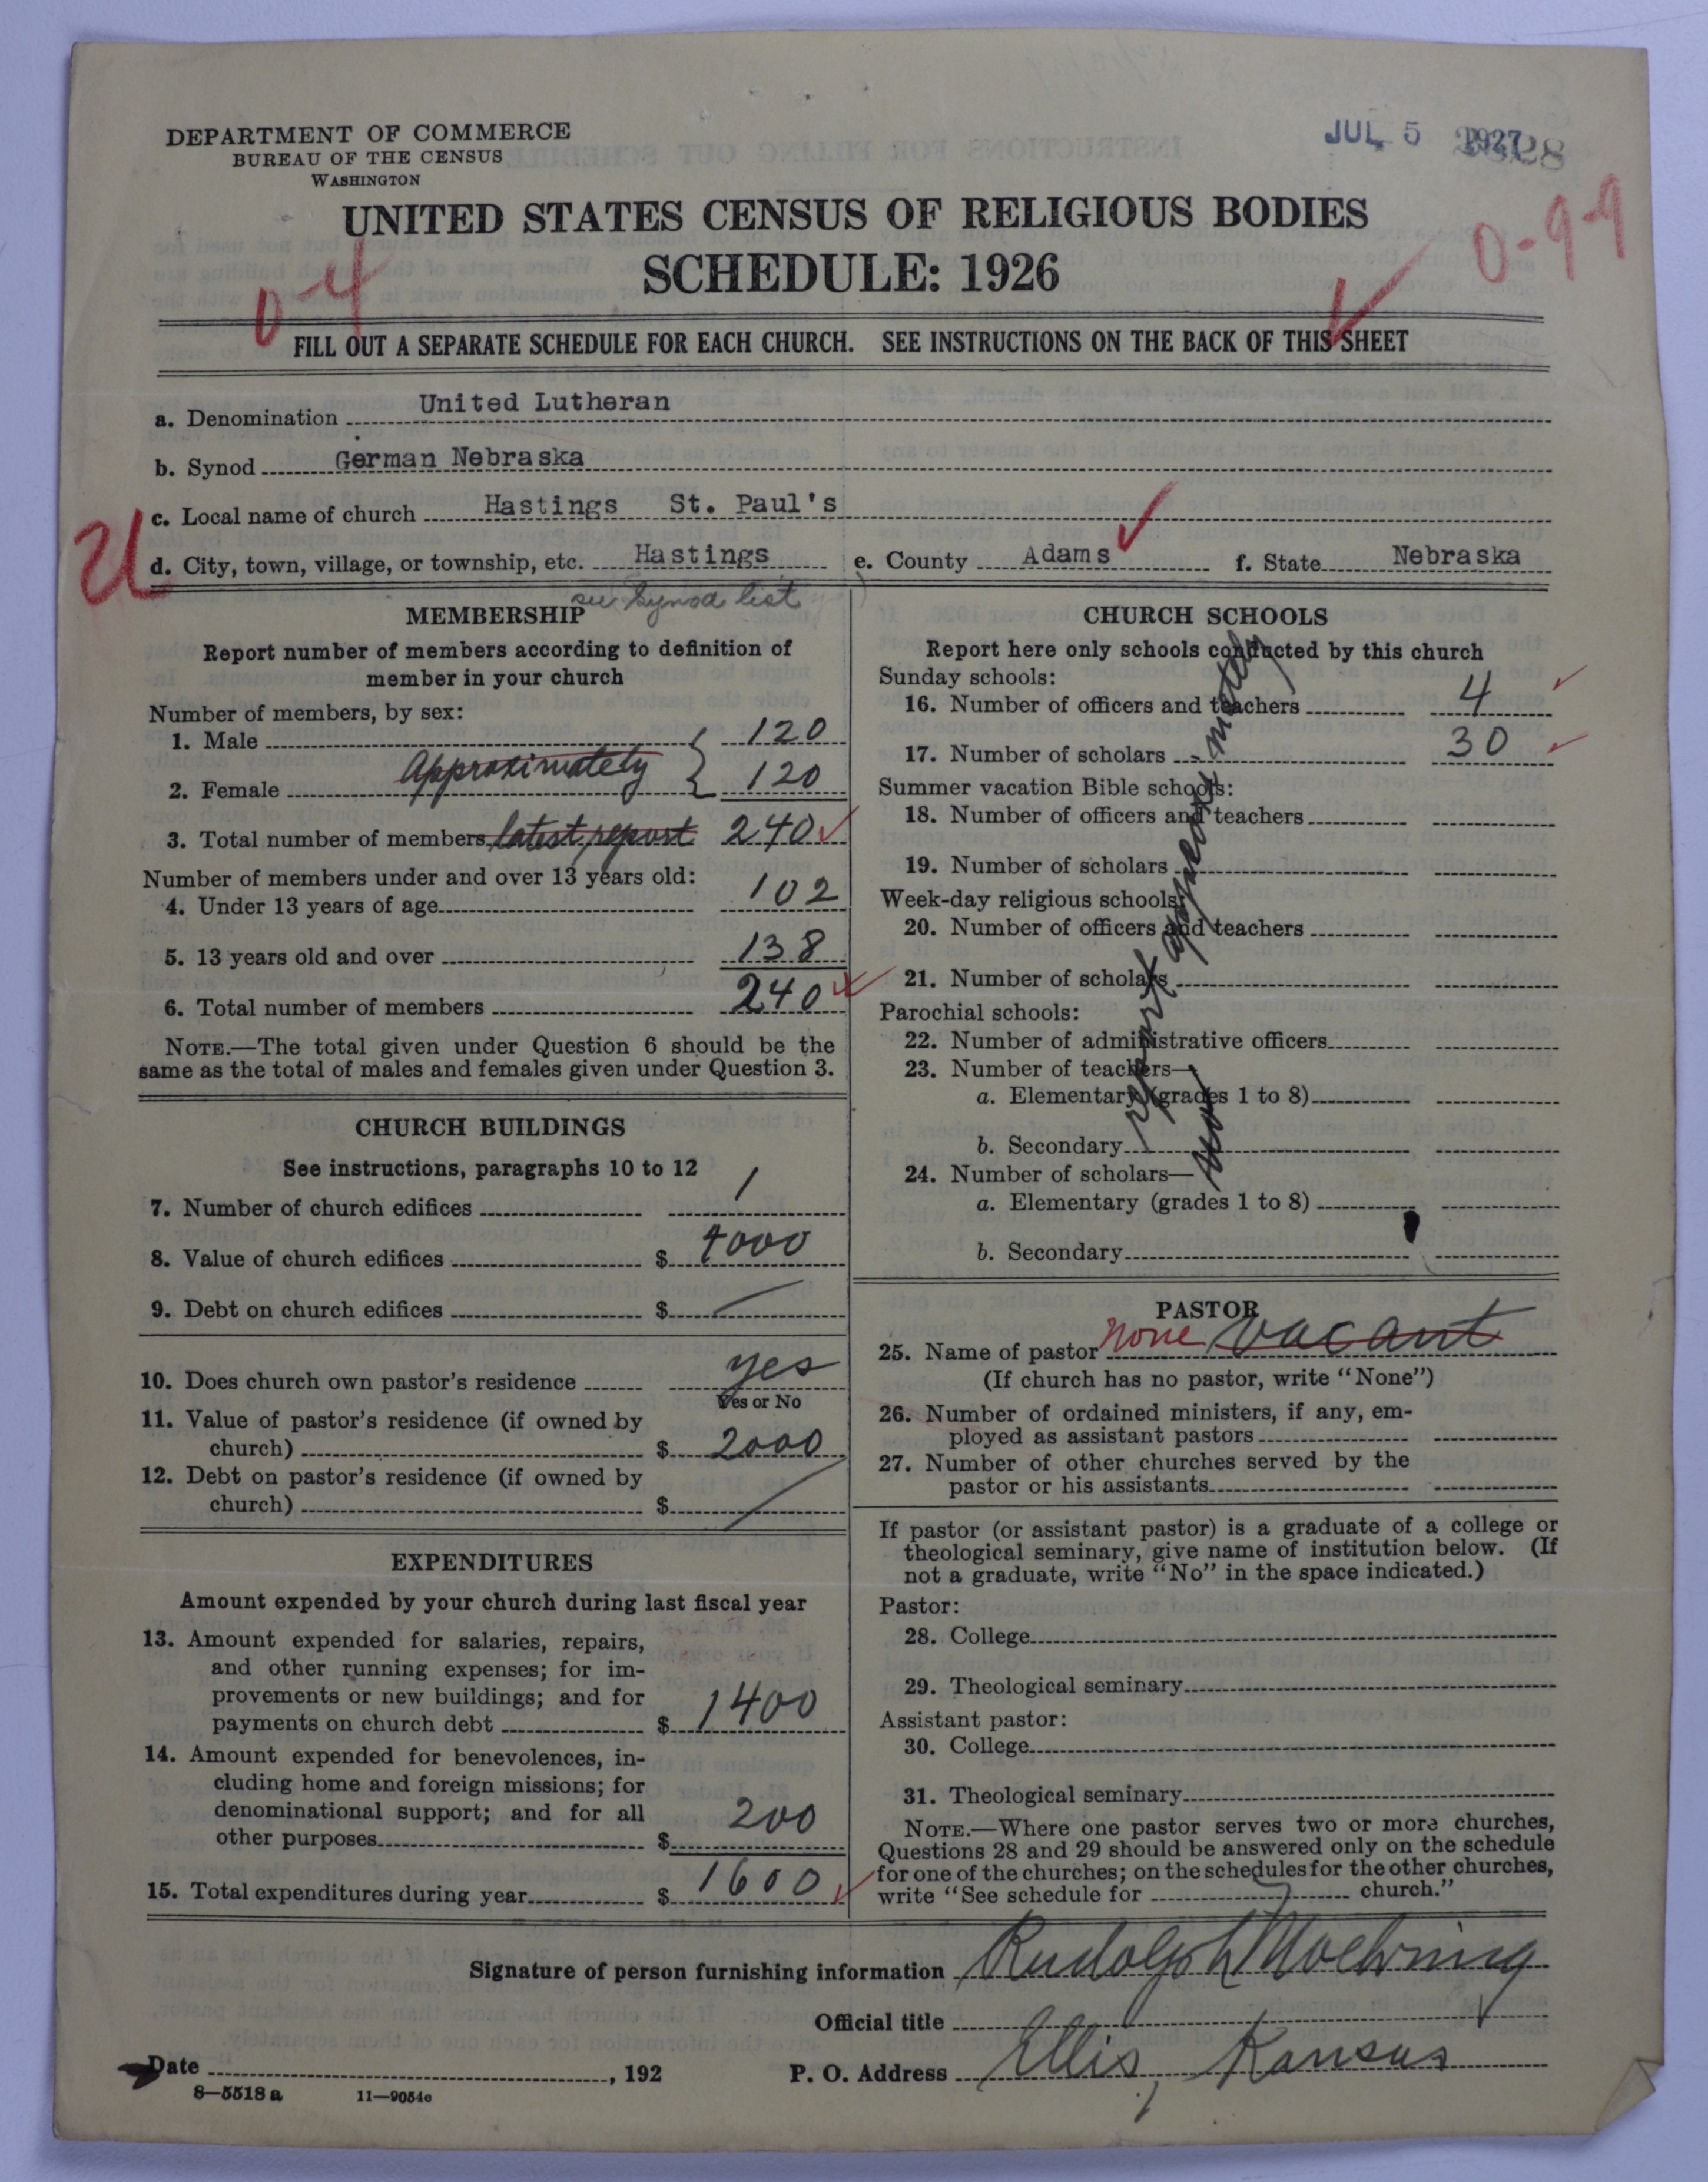 DEPARTMENT OF COMMERCE
BUREAU OF THE CENSUS
WASHINGTON
JUL 5 1927
UNITED STATES CENSUS OF RELIGIOUS BODIES
SCHEDULE: 1926
0-4
0-9-9
FILL OUT A SEPARATE SCHEDULE FOR EACH CHURCH. SEE INSTRUCTIONS ON THE BACK OF THIS SHEET
a. Denomination United Lutheran
b. Synod German Nebraska
c. Local name of church Hastings St. Paul's
d. City, town, village, or township, etc. Hastings e. County Adams f. State Nebraska
see Synod list
MEMBERSHIP
Report number of members according to definition of
member in your church
Number of members, by sex:
1. Male 120
Approximately
2. Female 120
3. Total number of members latest report 240
Number of members under and over 13 years old:
4. Under 13 years of age 102
5. 13 years old and over 138
6. Total number of members 240
NOTE.—The total given under Question 6 should be the
same as the total of males and females given under Question 3.
CHURCH BUILDINGS
See instructions, paragraphs 10 to 12
7. Number of church edifices 1
8. Value of church edifices $ 4000
9. Debt on church edifices $
10. Does church own pastor's residence yes
Yes or No
11. Value of pastor's residence (if owned by
church) $ 2000
12. Debt on pastor's residence (if owned by
church) $
EXPENDITURES
Amount expended by your church during last fiscal year
13. Amount expended for salaries, repairs,
and other running expenses; for im-
provements or new buildings; and for
payments on church debt $ 1400
14. Amount expended for benevolences, in-
cluding home and foreign missions; for
denominational support; and for all
other purposes $ 200
15. Total expenditures during year $ 1600
CHURCH SCHOOLS
Report here only schools conducted by this church
Sunday schools:
16. Number of officers and teachers 4
17. Number of scholars 30
Summer vacation Bible schools:
18. Number of officers and teachers
19. Number of scholars
Week-day religious schools:
20. Number of officers and teachers
21. Number of scholars
Parochial schools:
22. Number of administrative officers
23. Number of teachers—
a. Elementary (grades 1 to 8)
b. Secondary
24. Number of scholars—
a. Elementary (grades 1 to 8)
b. Secondary
report approximately
PASTOR
25. Name of pastor none vacant
(If church has no pastor, write "None")
26. Number of ordained ministers, if any, em-
ployed as assistant pastors
27. Number of other churches served by the
pastor or his assistants
If pastor (or assistant pastor) is a graduate of a college or
theological seminary, give name of institution below. (If
not a graduate, write "No" in the space indicated.)
Pastor:
28. College
29. Theological seminary
Assistant pastor:
30. College
31. Theological seminary
NOTE.—Where one pastor serves two or more churches,
Questions 28 and 29 should be answered only on the schedule
for one of the churches; on the schedules for the other churches,
write "See schedule for church."
Signature of person furnishing information Rudolph Moehring
Official title
Date , 192 P. O. Address Ellis, Kansas
8—5518 a 11—9054e